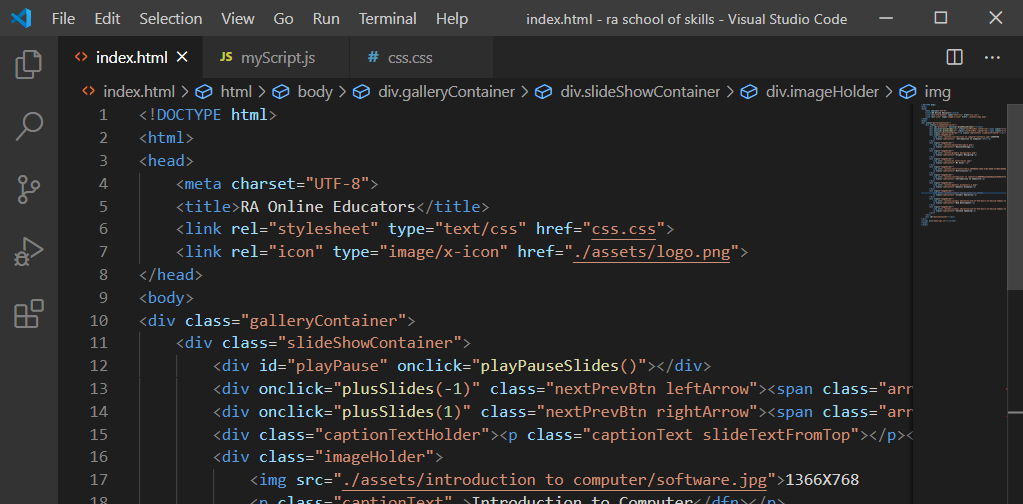 File Edit Selection View Go Run Terminal Help index.html - ra school of skills - Visual Studio Code
index.html JS myScript.js # css.css
index.html > html > body > div.galleryContainer > div.slideShowContainer > div.imageHolder > img
1 <!DOCTYPE html>
2 <html>
3 <head>
4 <meta charset="UTF-8">
5 <title>RA Online Educators</title>
6 <link rel="stylesheet" type="text/css" href="css.css">
7 <link rel="icon" type="image/x-icon" href="./assets/logo.png">
8 </head>
9 <body>
10 <div class="galleryContainer">
11 <div class="slideShowContainer">
12 <div id="playPause" onclick="playPauseSlides()"></div>
13 <div onclick="plusSlides(-1)" class="nextPrevBtn leftArrow"><span class="arr
14 <div onclick="plusSlides(1)" class="nextPrevBtn rightArrow"><span class="arr
15 <div class="captionTextHolder"><p class="captionText slideTextFromTop"></p><
16 <div class="imageHolder">
17 <img src="./assets/introduction to computer/software.jpg">1366X768
18 <p class="captionText" >Introduction to Computer</dfn></p>